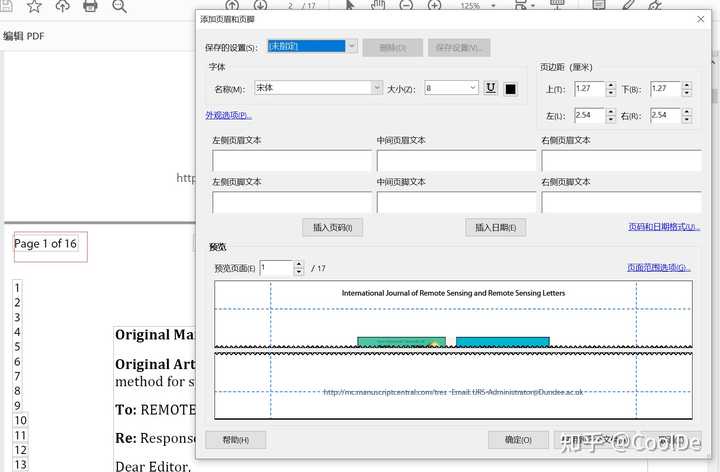 2 / 17
125%
编辑 PDF
添加页眉和页脚
保存的设置(S):
[未指定]
删除(D)
保存设置(V)...
字体
名称(M):
宋体
大小(Z):
8
U
页边距（厘米）
上(T):
1.27
下(B):
1.27
左(L):
2.54
右(R):
2.54
外观选项(P)...
左侧页眉文本
中间页眉文本
右侧页眉文本
左侧页脚文本
中间页脚文本
右侧页脚文本
插入页码(I)
插入日期(E)
页码和日期格式(U)...
预览
预览页面(E)
1
/ 17
页面范围选项(G)...
International Journal of Remote Sensing and Remote Sensing Letters
http://mc.manuscriptcentral.com/tres Email: IJRS-Administrator@Dundee.ac.uk
帮助(H)
确定(O)
http
Page 1 of 16
1
2
3
4
5
6
7
8
9
10
11
12
13
Original Ma
Original Art
method for s
To: REMOTE
Re: Response
Dear Editor,
知乎 @CoolDe